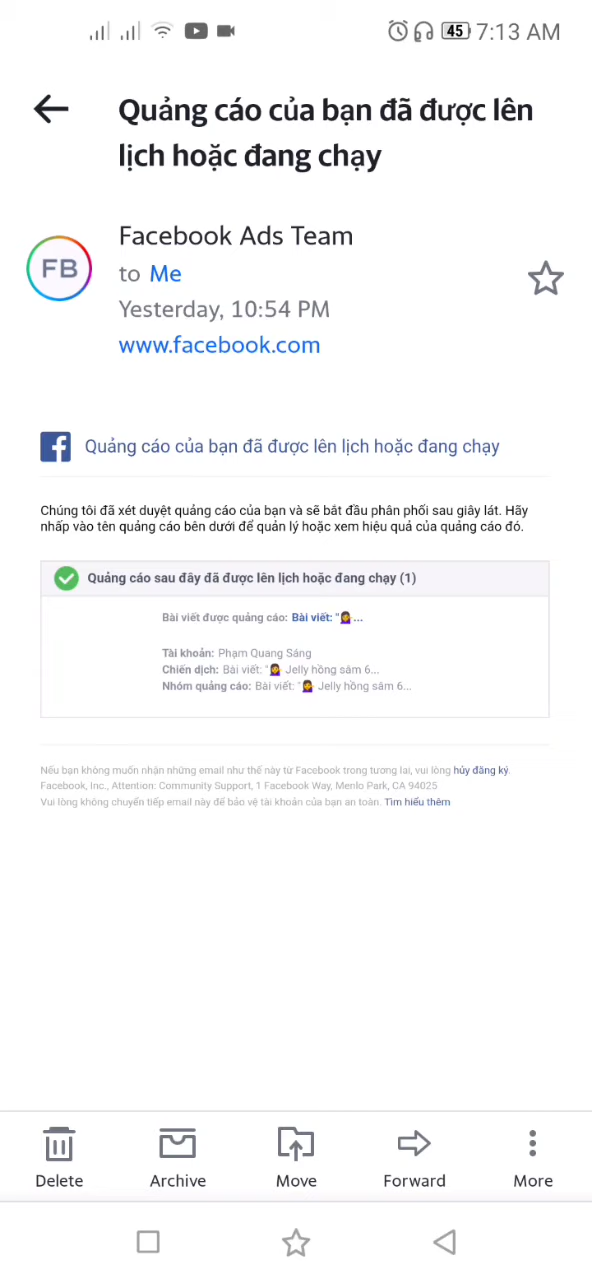 45 7:13 AM
Quảng cáo của bạn đã được lên
lịch hoặc đang chạy
FB
Facebook Ads Team
to Me
Yesterday, 10:54 PM
www.facebook.com
Quảng cáo của bạn đã được lên lịch hoặc đang chạy
Chúng tôi đã xét duyệt quảng cáo của bạn và sẽ bắt đầu phân phối sau giây lát. Hãy
nhấp vào tên quảng cáo bên dưới để quản lý hoặc xem hiệu quả của quảng cáo đó.
Quảng cáo sau đây đã được lên lịch hoặc đang chạy (1)
Bài viết được quảng cáo: Bài viết: "💁‍♀️...
Tài khoản: Phạm Quang Sáng
Chiến dịch: Bài viết: "💁‍♀️ Jelly hồng sâm 6...
Nhóm quảng cáo: Bài viết: "💁‍♀️ Jelly hồng sâm 6...
Nếu bạn không muốn nhận những email như thế này từ Facebook trong tương lai, vui lòng hủy đăng ký.
Facebook, Inc., Attention: Community Support, 1 Facebook Way, Menlo Park, CA 94025
Vui lòng không chuyển tiếp email này để bảo vệ tài khoản của bạn an toàn. Tìm hiểu thêm
Delete Archive Move Forward More